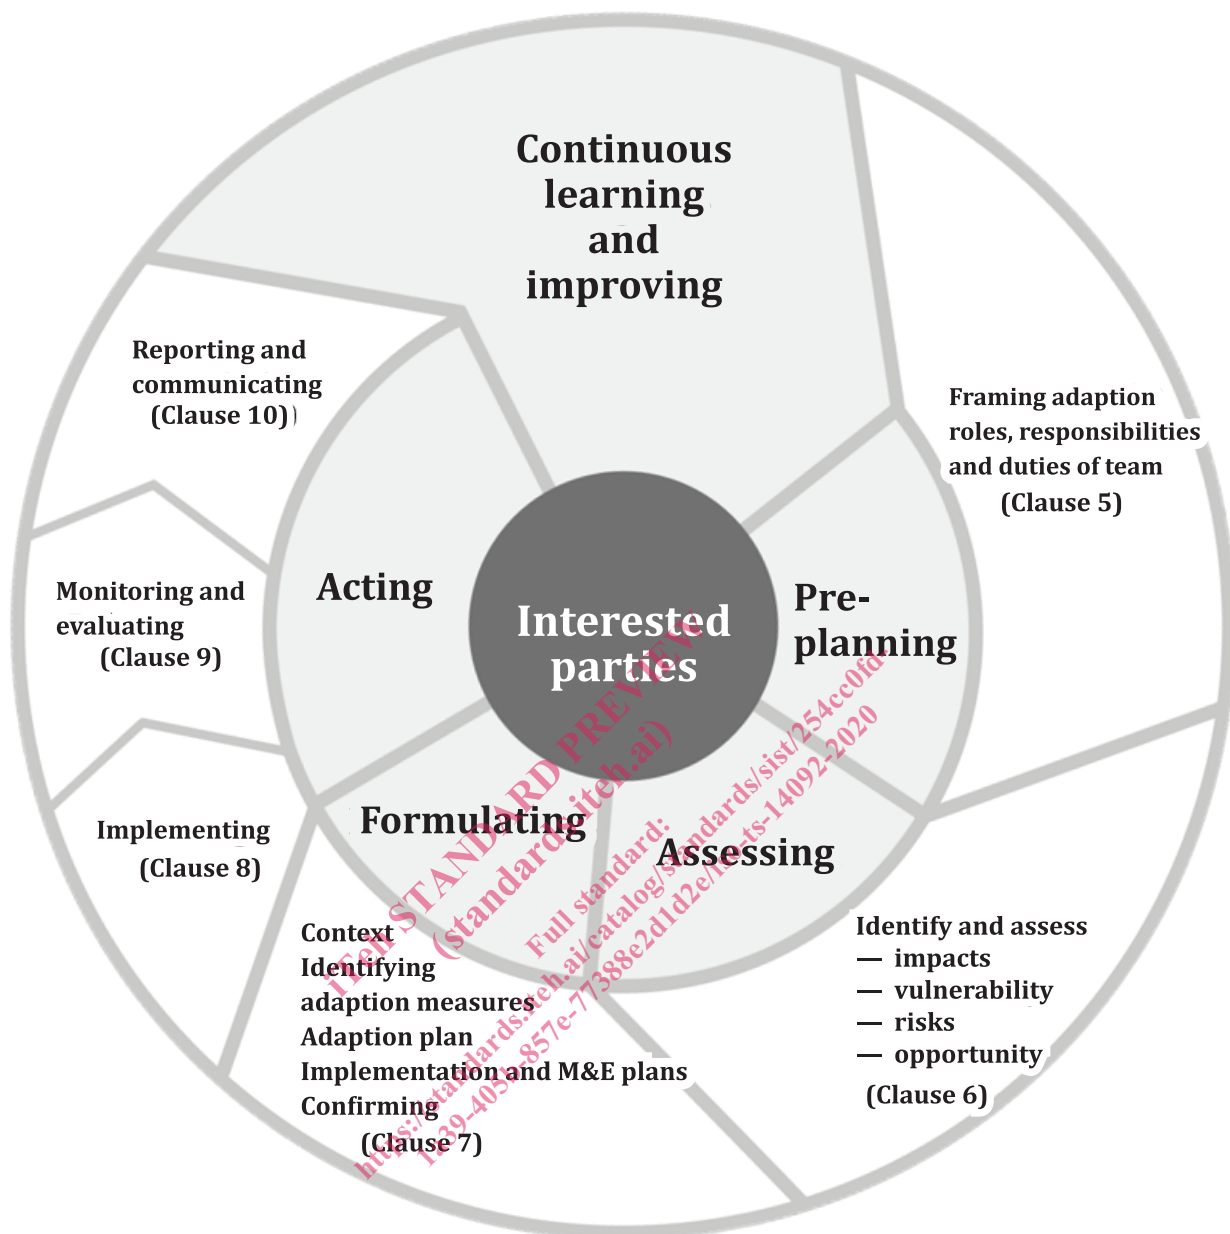 Continuous
learning
and
improving
Reporting and
communicating
(Clause 10)
Framing adaption
roles, responsibilities
and duties of team
(Clause 5)
Monitoring and
evaluating
(Clause 9)
Acting
Interested
parties
Pre-
planning
Implementing
(Clause 8)
Formulating
Assessing
Context
Identifying
adaption measures
Adaption plan
Implementation and M&E plans
Confirming
(Clause 7)
Identify and assess
— impacts
— vulnerability
— risks
— opportunity
(Clause 6)
iTeh STANDARD PREVIEW
(standards.iteh.ai)
Full standard:
https://standards.iteh.ai/catalog/standards/sist/254cc0fd-
1a39-405b-857e-77388e2d1d2e/iso-ts-14092-2020